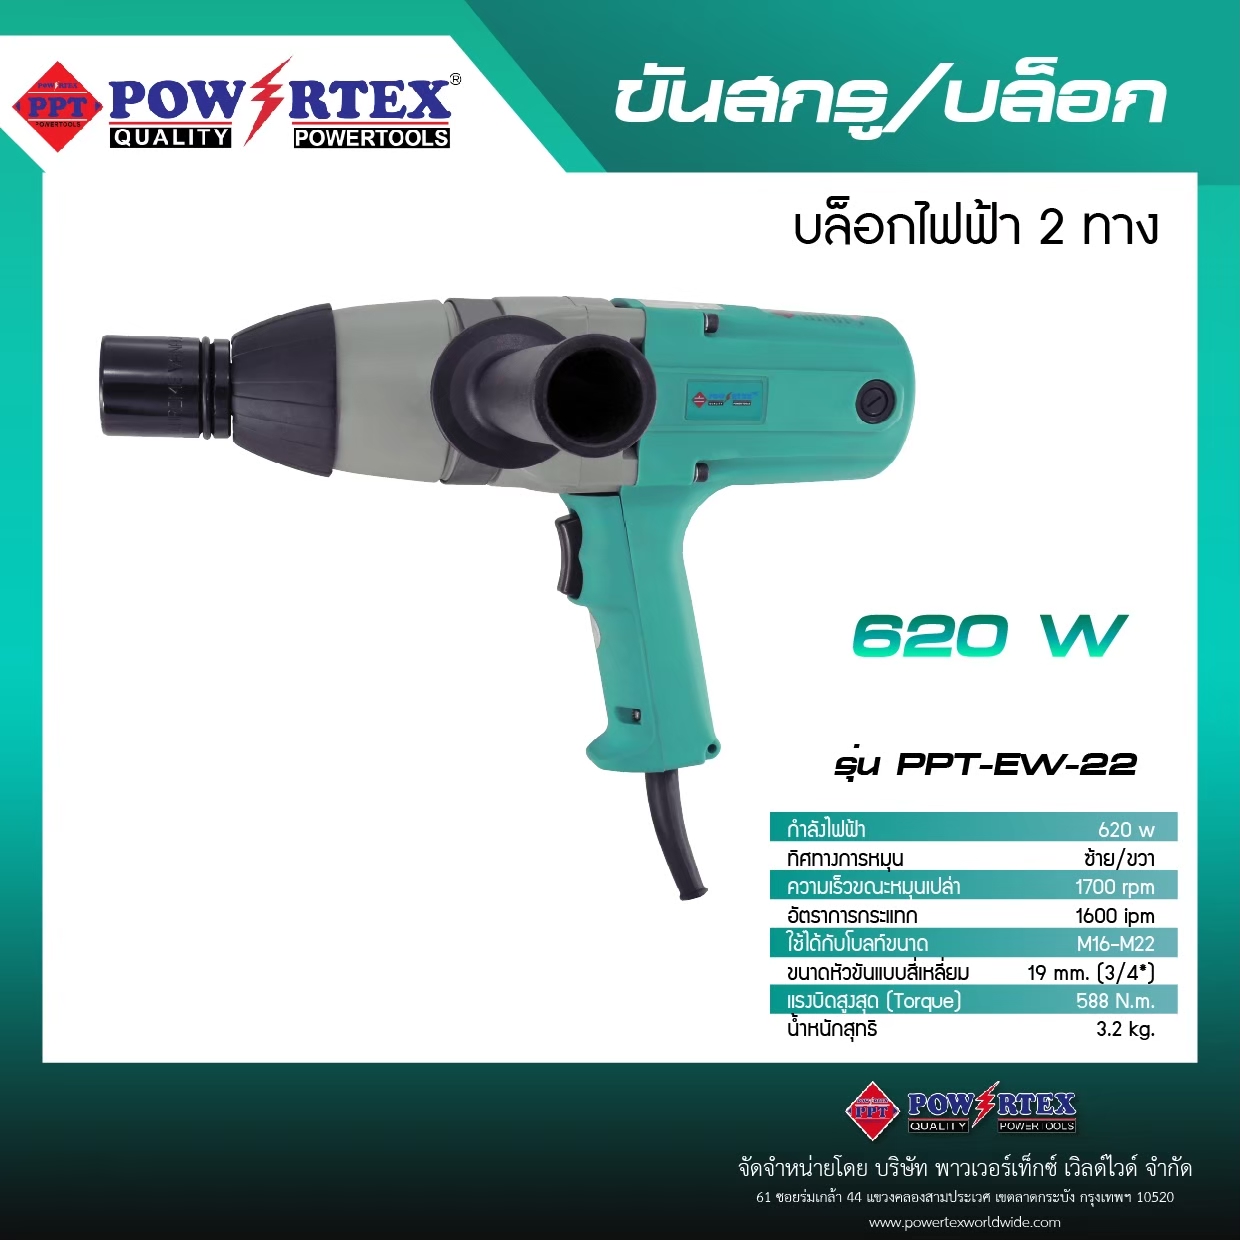 PPT POWERTEX®
POWERTEX
POWERTOOLS
QUALITY POWERTOOLS
ขันสกรู/บล็อก
บล็อกไฟฟ้า 2 ทาง
POWERTEX
620 W
รุ่น PPT-EW-22
กำลังไฟฟ้า 620 w
ทิศทางการหมุน ซ้าย/ขวา
ความเร็วขณะหมุนเปล่า 1700 rpm
อัตราการกระแทก 1600 ipm
ใช้ได้กับโบลท์ขนาด M16-M22
ขนาดหัวขันแบบสี่เหลี่ยม 19 mm. (3/4")
แรงบิดสูงสุด (Torque) 588 N.m.
น้ำหนักสุทธิ 3.2 kg.
PPT POWERTEX
QUALITY POWERTOOLS
จัดจำหน่ายโดย บริษัท พาวเวอร์เท็กซ์ เวิลด์ไวด์ จำกัด
61 ซอยร่มเกล้า 44 แขวงคลองสามประเวศ เขตลาดกระบัง กรุงเทพฯ 10520
www.powertexworldwide.com